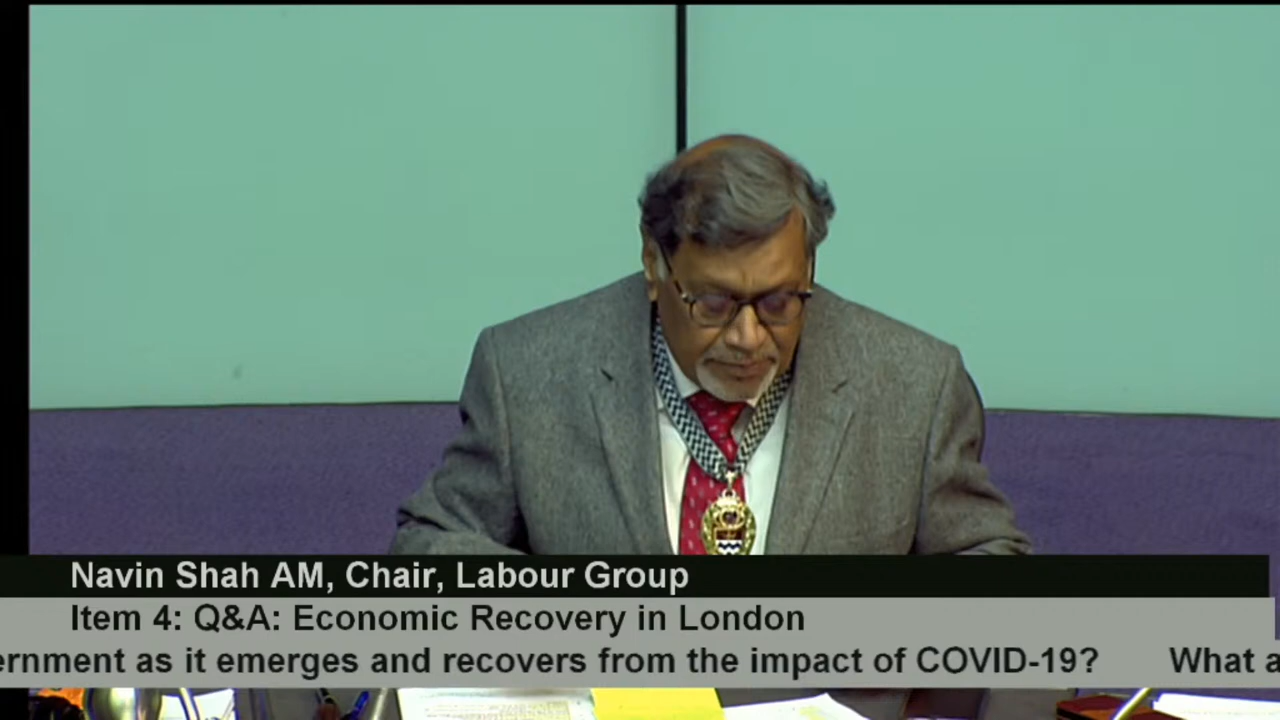 Navin Shah AM, Chair, Labour Group
Item 4: Q&A: Economic Recovery in London
ernment as it emerges and recovers from the impact of COVID-19? What a